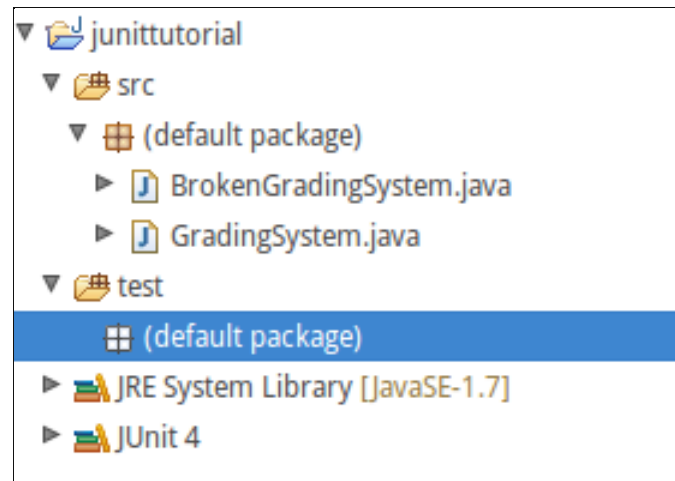 junittutorial
src
(default package)
BrokenGradingSystem.java
GradingSystem.java
test
(default package)
JRE System Library [JavaSE-1.7]
JUnit 4